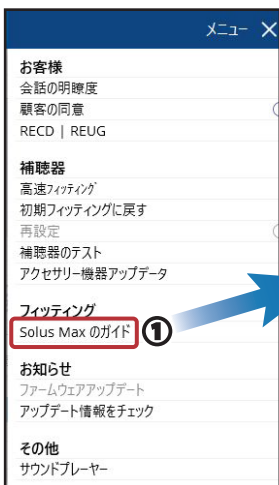 メニュー ×
お客様
会話の明瞭度
顧客の同意
RECD | REUG
補聴器
高速フィッティング
初期フィッティングに戻す
再設定
補聴器のテスト
アクセサリー機器アップデータ
フィッティング
Solus Max のガイド ①
お知らせ
ファームウェアアップデート
アップデート情報をチェック
その他
サウンドプレーヤー